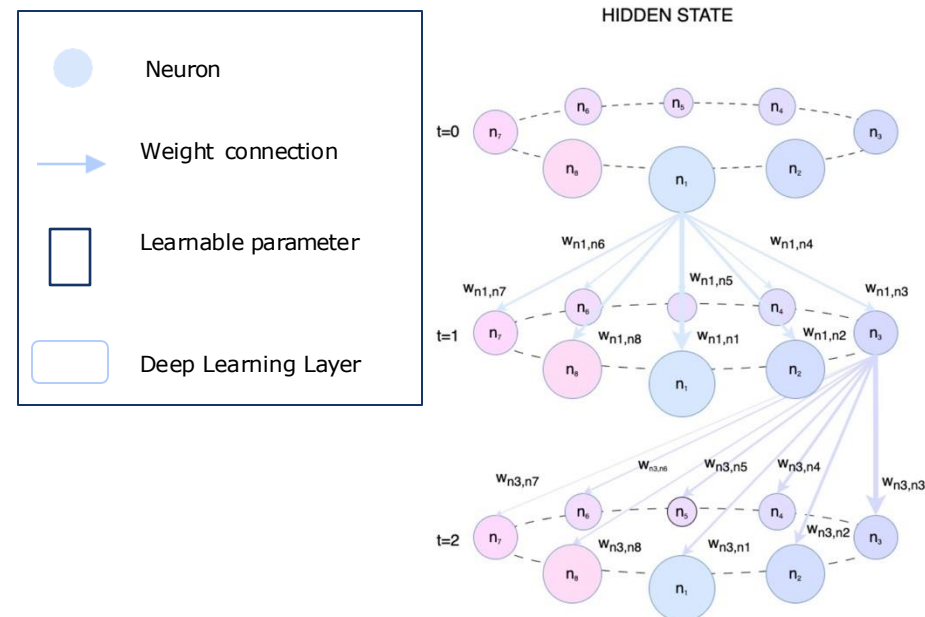 HIDDEN STATE
Neuron
Weight connection
Learnable parameter
Deep Learning Layer
n₆
n₅
n₄
t=0
n₇
n₃
n₈
n₁
n₂
wn1,n6
wn1,n4
wn1,n5
wn1,n7
wn1,n3
n₆
n₄
t=1
n₇
wn1,n8
wn1,n1
wn1,n2
n₃
n₈
n₁
n₂
wn3,n7
wn3,n6
wn3,n5
wn3,n4
wn3,n3
n₆
n₅
n₄
t=2
n₇
wn3,n8
wn3,n1
wn3,n2
n₃
n₈
n₁
n₂